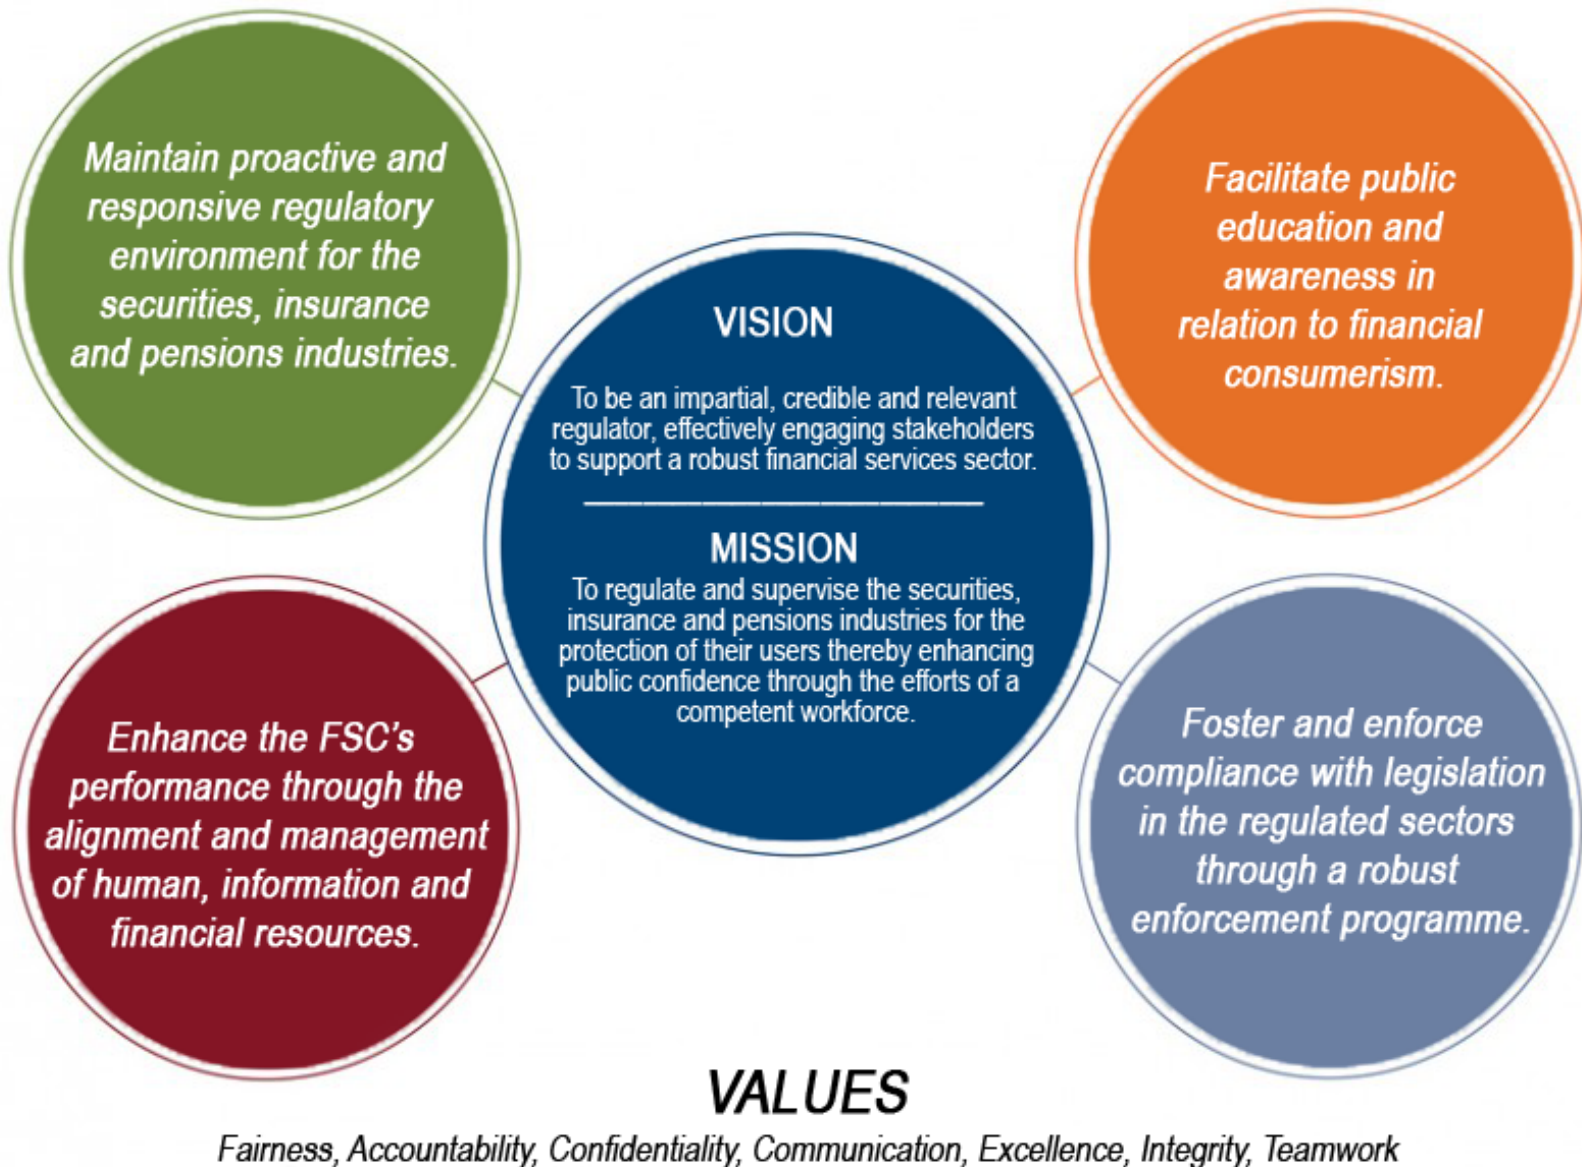 Maintain proactive and
responsive regulatory
environment for the
securities, insurance
and pensions industries.
Facilitate public
education and
awareness in
relation to financial
consumerism.
VISION
To be an impartial, credible and relevant
regulator, effectively engaging stakeholders
to support a robust financial services sector.
MISSION
To regulate and supervise the securities,
insurance and pensions industries for the
protection of their users thereby enhancing
public confidence through the efforts of a
competent workforce.
Enhance the FSC's
performance through the
alignment and management
of human, information and
financial resources.
Foster and enforce
compliance with legislation
in the regulated sectors
through a robust
enforcement programme.
VALUES
Fairness, Accountability, Confidentiality, Communication, Excellence, Integrity, Teamwork